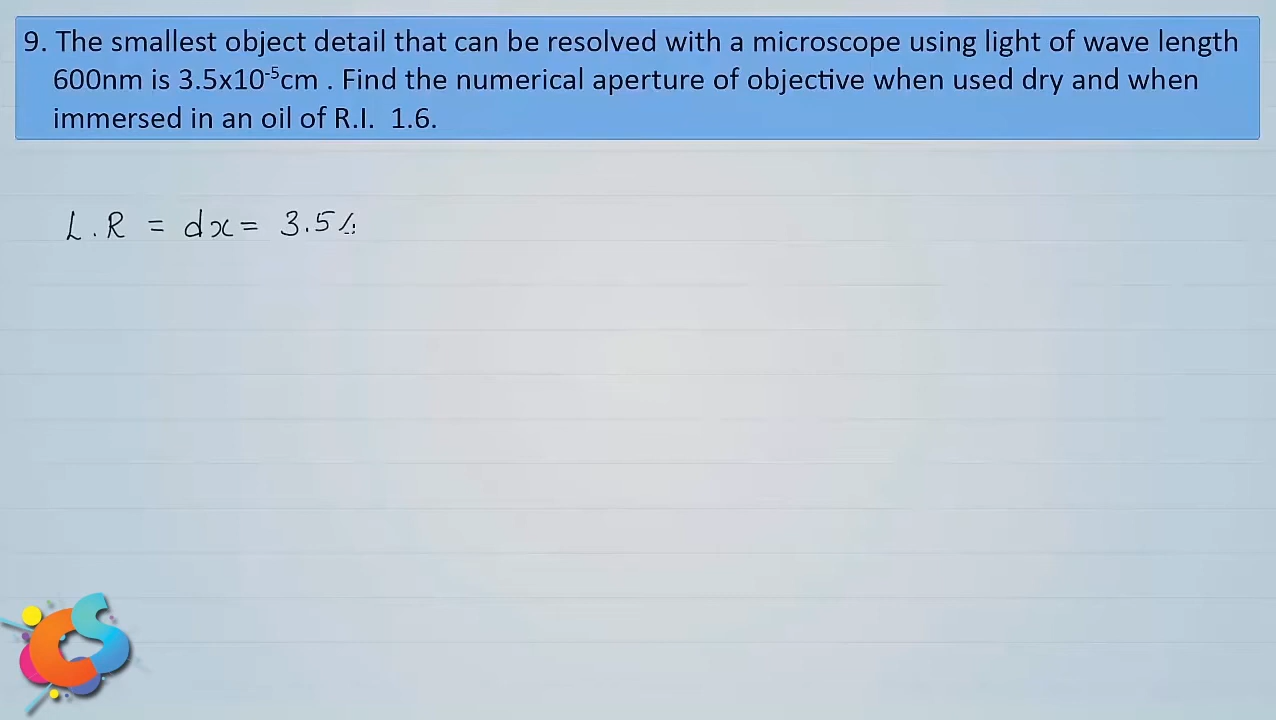 9. The smallest object detail that can be resolved with a microscope using light of wave length
600nm is 3.5x10⁻⁵cm . Find the numerical aperture of objective when used dry and when
immersed in an oil of R.I. 1.6.
L.R = dx = 3.5
CS